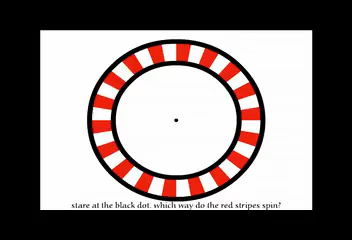 stare at the black dot. which way do the red stripes spin?